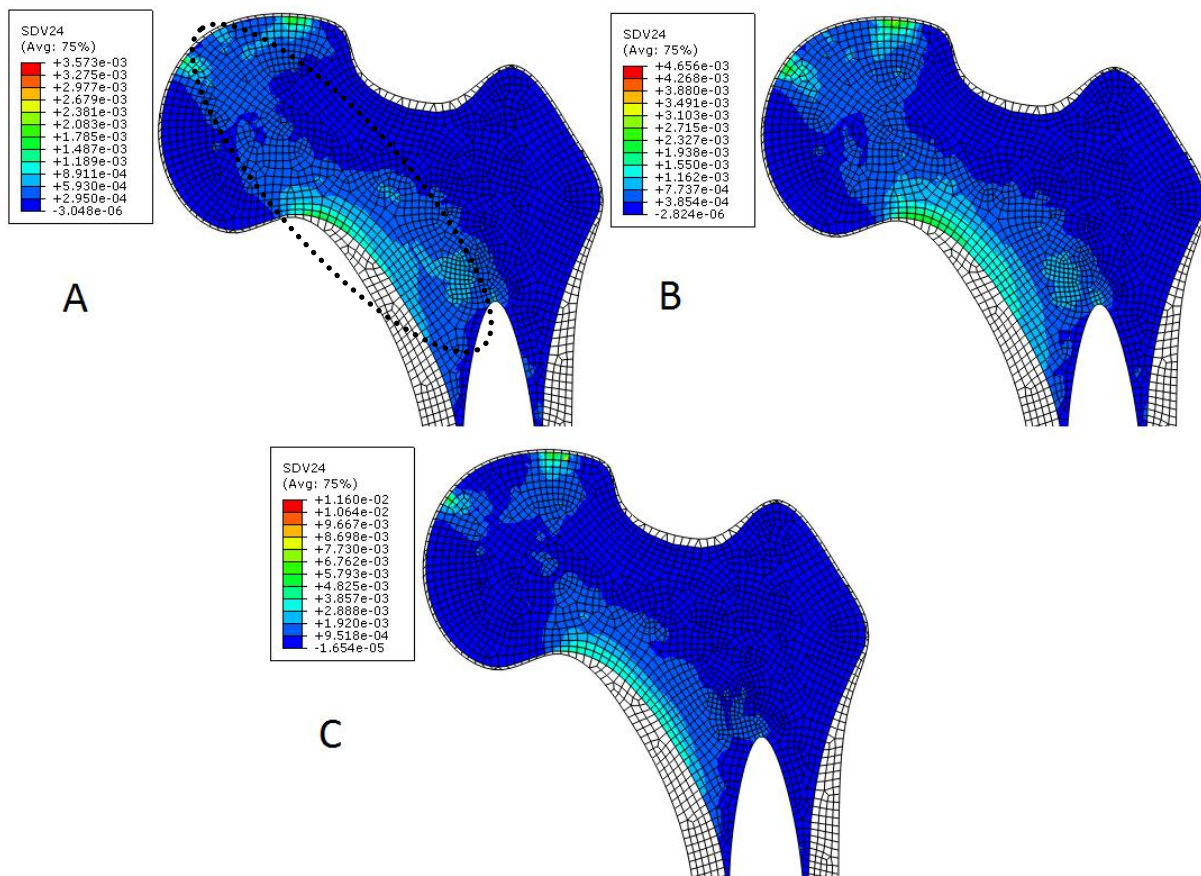 SDV24
(Avg: 75%)
+3.573e-03
+3.275e-03
+2.977e-03
+2.679e-03
+2.381e-03
+2.083e-03
+1.785e-03
+1.487e-03
+1.189e-03
+8.911e-04
+5.930e-04
+2.950e-04
-3.048e-06
A
SDV24
(Avg: 75%)
+4.656e-03
+4.268e-03
+3.880e-03
+3.491e-03
+3.103e-03
+2.715e-03
+2.327e-03
+1.938e-03
+1.550e-03
+1.162e-03
+7.737e-04
+3.854e-04
-2.824e-06
B
SDV24
(Avg: 75%)
+1.160e-02
+1.064e-02
+9.667e-03
+8.698e-03
+7.730e-03
+6.762e-03
+5.793e-03
+4.825e-03
+3.857e-03
+2.888e-03
+1.920e-03
+9.518e-04
-1.654e-05
C